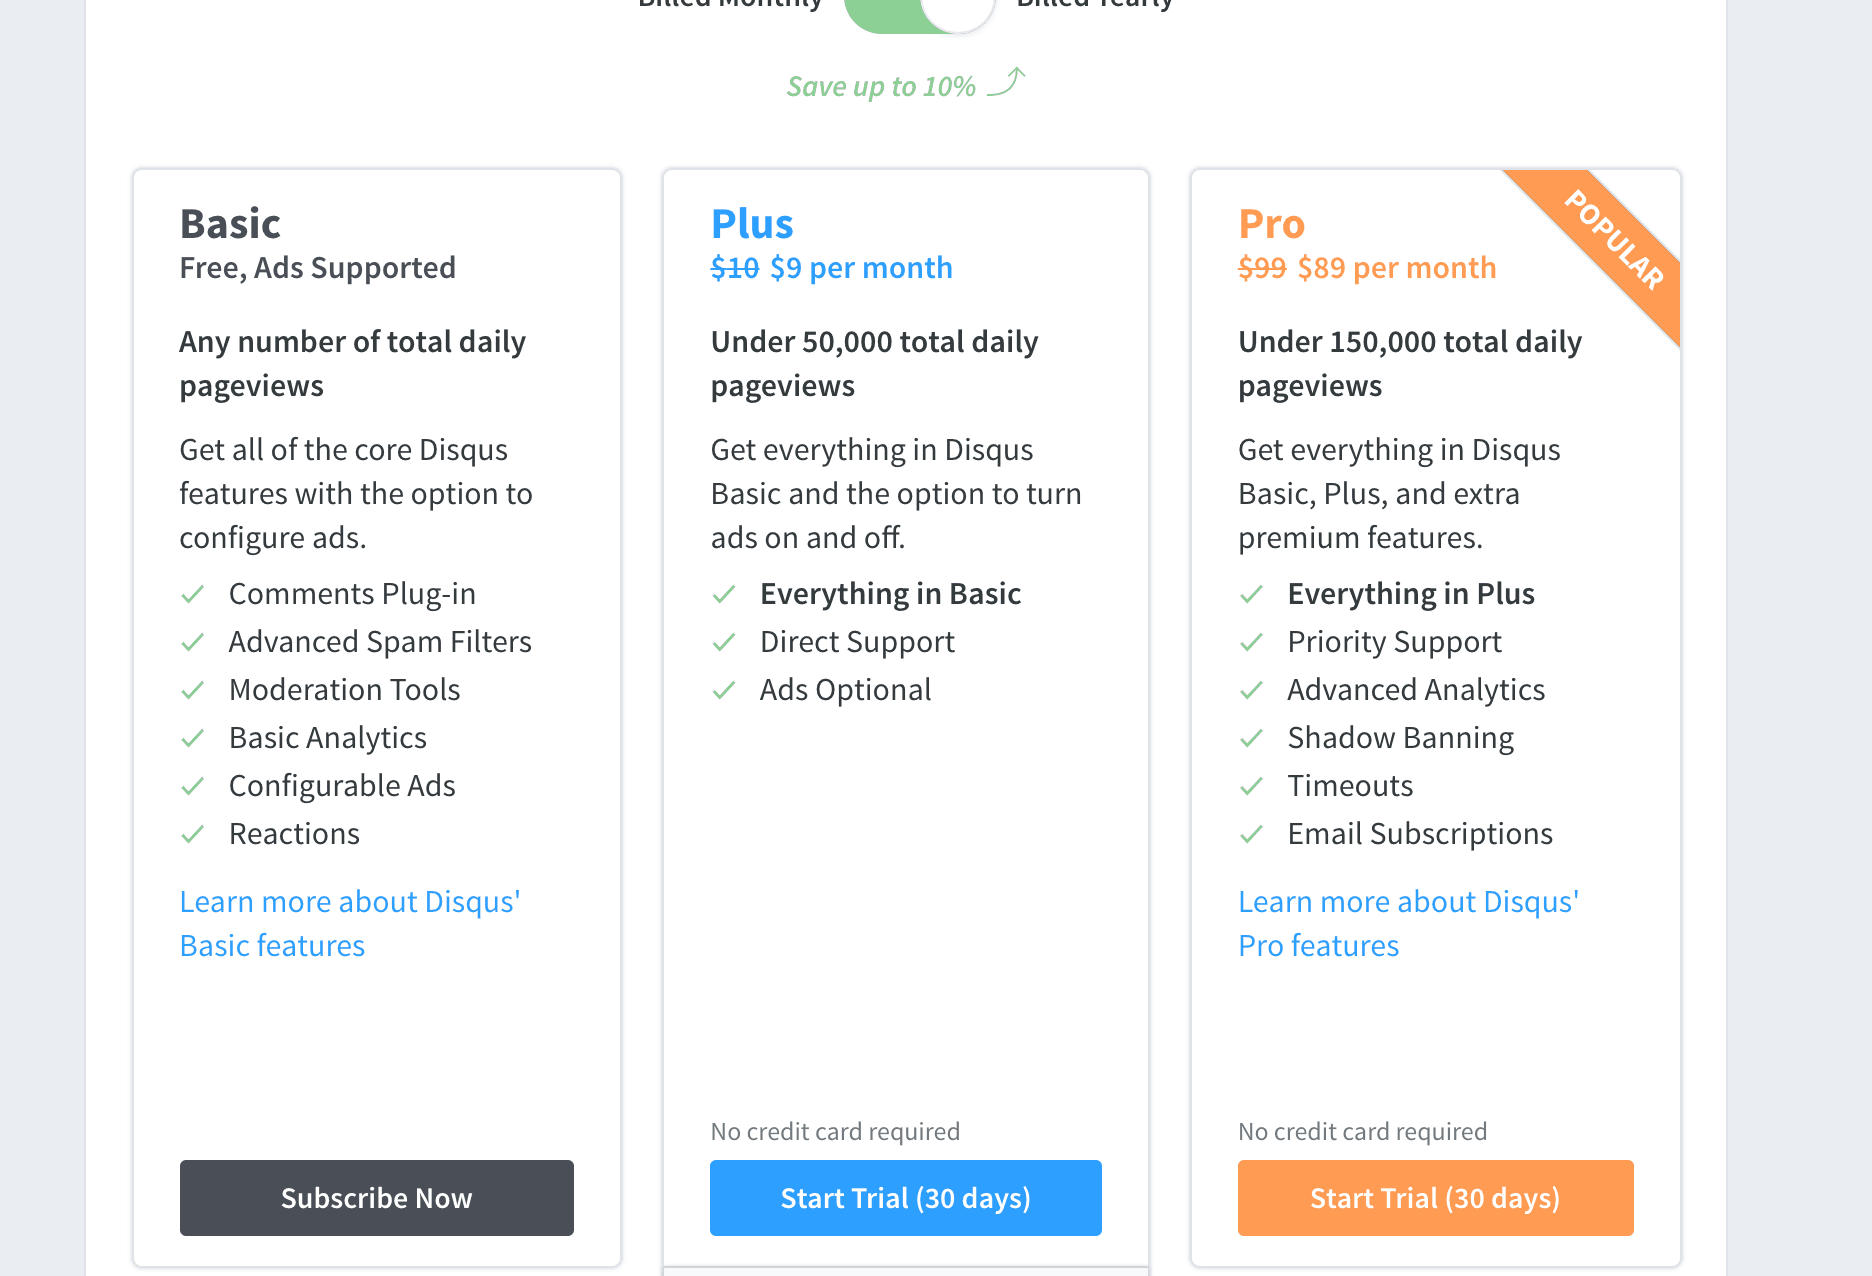 Billed Monthly Billed Yearly
Save up to 10%
Basic
Free, Ads Supported
Any number of total daily
pageviews
Get all of the core Disqus
features with the option to
configure ads.
Comments Plug-in
Advanced Spam Filters
Moderation Tools
Basic Analytics
Configurable Ads
Reactions
Learn more about Disqus'
Basic features
Subscribe Now
Plus
$10 $9 per month
Under 50,000 total daily
pageviews
Get everything in Disqus
Basic and the option to turn
ads on and off.
Everything in Basic
Direct Support
Ads Optional
No credit card required
Start Trial (30 days)
POPULAR
Pro
$99 $89 per month
Under 150,000 total daily
pageviews
Get everything in Disqus
Basic, Plus, and extra
premium features.
Everything in Plus
Priority Support
Advanced Analytics
Shadow Banning
Timeouts
Email Subscriptions
Learn more about Disqus'
Pro features
No credit card required
Start Trial (30 days)